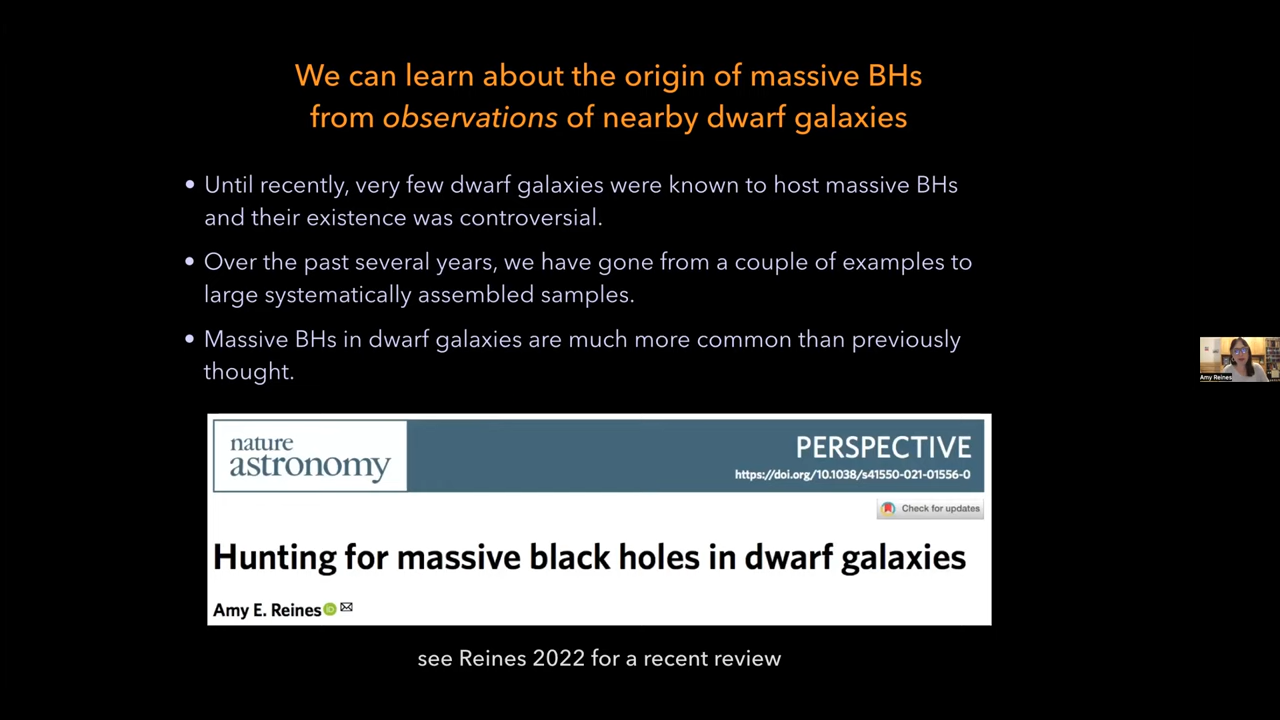 We can learn about the origin of massive BHs
from observations of nearby dwarf galaxies
• Until recently, very few dwarf galaxies were known to host massive BHs
and their existence was controversial.
• Over the past several years, we have gone from a couple of examples to
large systematically assembled samples.
• Massive BHs in dwarf galaxies are much more common than previously
thought.
nature
astronomy
PERSPECTIVE
https://doi.org/10.1038/s41550-021-01556-0
Check for updates
Hunting for massive black holes in dwarf galaxies
Amy E. Reines
see Reines 2022 for a recent review
Amy Reines